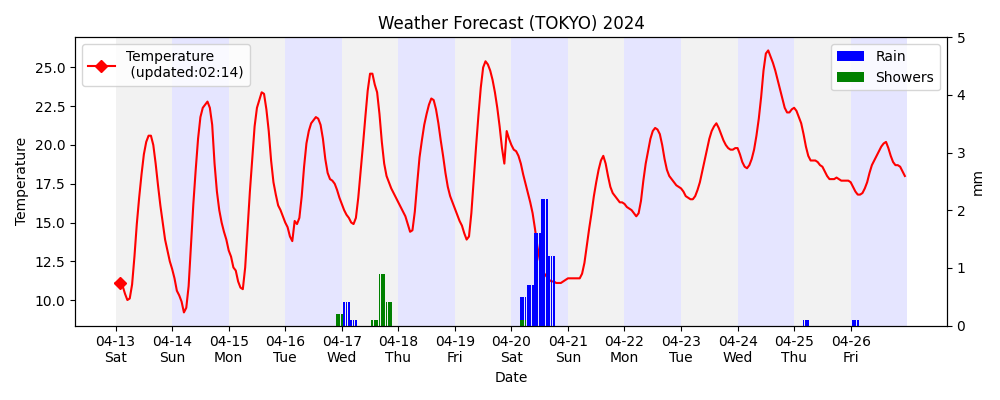 Weather Forecast (TOKYO) 2024
Temperature
(updated:02:14)
Rain
Showers
25.0
22.5
20.0
17.5
15.0
12.5
10.0
Temperature
5
4
3
2
1
0
mm
04-13 04-14 04-15 04-16 04-17 04-18 04-19 04-20 04-21 04-22 04-23 04-24 04-25 04-26
Sat Sun Mon Tue Wed Thu Fri Sat Sun Mon Tue Wed Thu Fri
Date